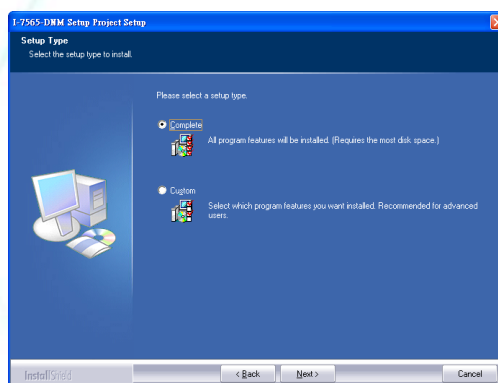 I-7565-DNM Setup Project Setup
Setup Type
Select the setup type to install.
Please select a setup type.
Complete
All program features will be installed. (Requires the most disk space.)
Custom
Select which program features you want installed. Recommended for advanced
users.
InstallShield
< Back
Next >
Cancel